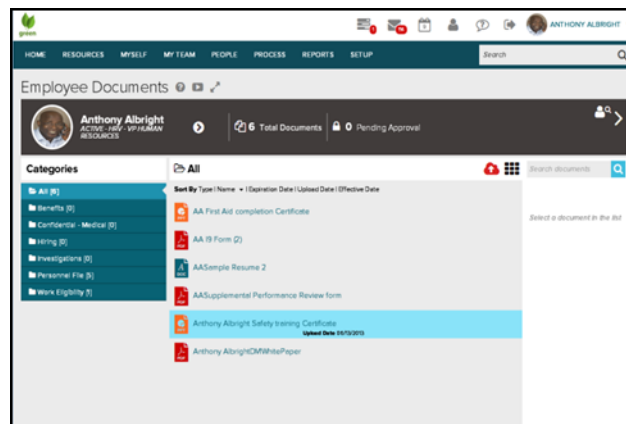 green
ANTHONY ALBRIGHT
HOME RESOURCES MYSELF MY TEAM PEOPLE PROCESS REPORTS SETUP Search
Employee Documents
Anthony Albright
ACTIVE - HRV - VP HUMAN
RESOURCES
6 Total Documents 0 Pending Approval
Categories
All
Search documents
All [6]
Sort By Type | Name | Expiration Date | Upload Date | Effective Date
Benefits [0]
AA First Aid completion Certificate
Confidential - Medical [0]
Select a document in the list
Hiring [0]
AA I9 Form (2)
Investigations [0]
Personnel File [5]
AASample Resume 2
Work Eligibility [1]
AASupplemental Performance Review form
Anthony Albright Safety training Certificate
Upload Date 05/13/2013
Anthony AlbrightCMWhitePaper